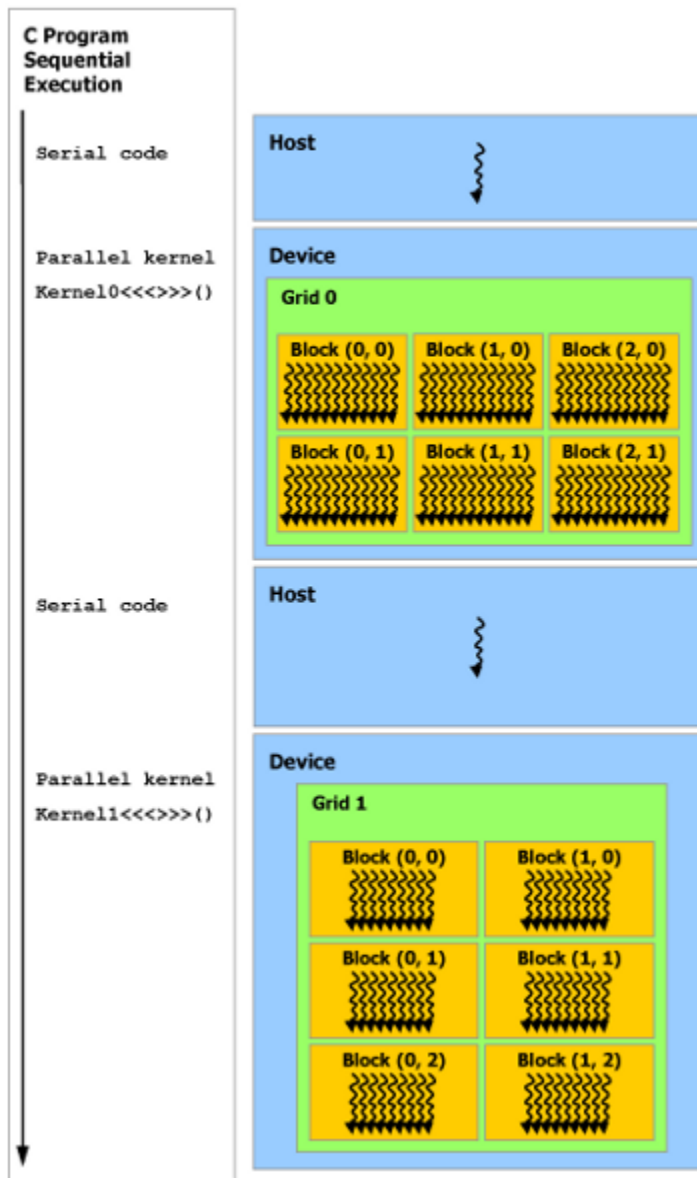 C Program
Sequential
Execution
Serial code
Host
Parallel kernel
Kernel0<<<>>>()
Device
Grid 0
Block (0, 0)
Block (1, 0)
Block (2, 0)
Block (0, 1)
Block (1, 1)
Block (2, 1)
Serial code
Host
Parallel kernel
Kernel1<<<>>>()
Device
Grid 1
Block (0, 0)
Block (1, 0)
Block (0, 1)
Block (1, 1)
Block (0, 2)
Block (1, 2)